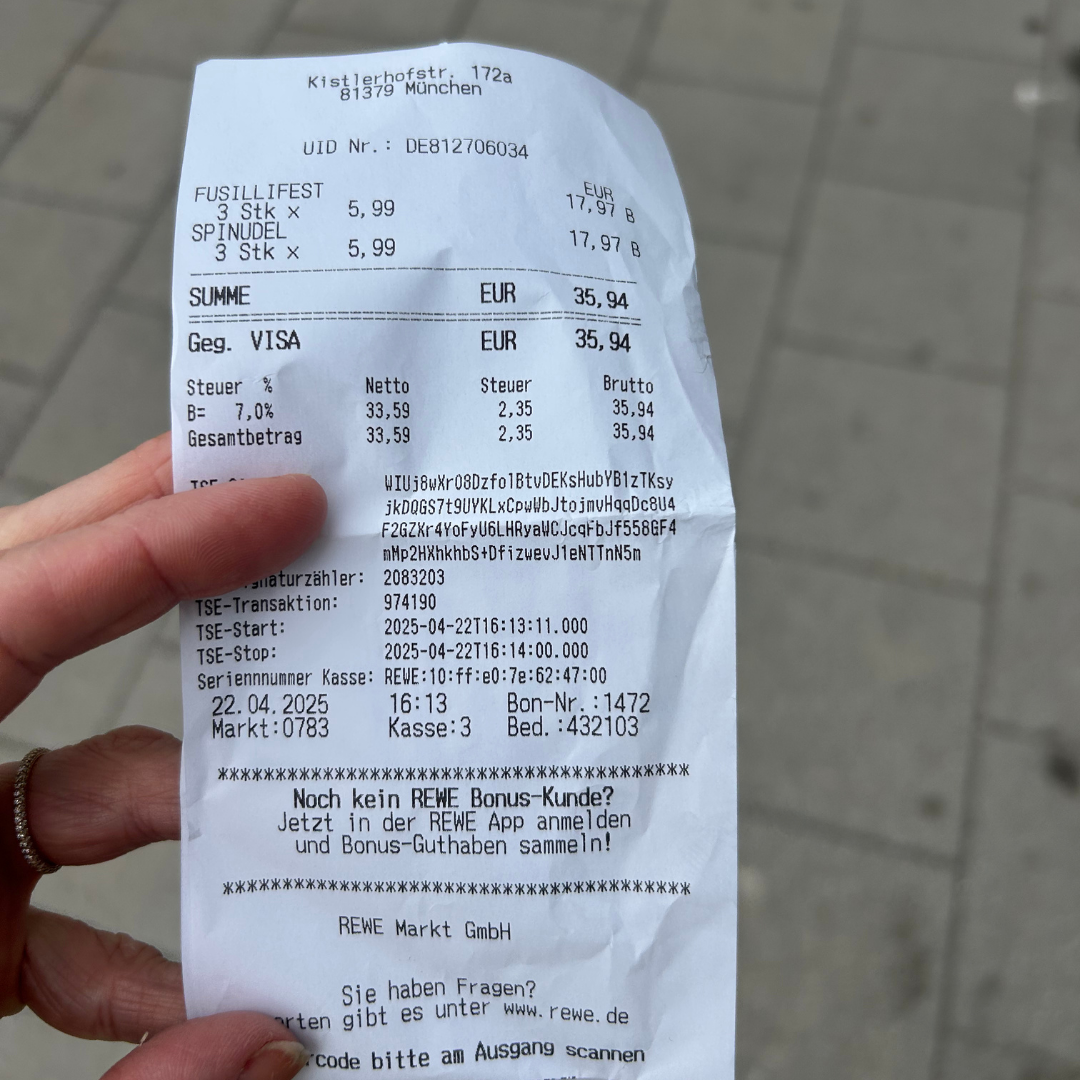 Kistlerhofstr. 172a
81379 München
UID Nr.: DE812706034
EUR
FUSILLIFEST
3 Stk x 5,99 17,97 B
SPINUDEL
3 Stk x 5,99 17,97 B
SUMME EUR 35,94
Geg. VISA EUR 35,94
Steuer % Netto Steuer Brutto
B= 7,0% 33,59 2,35 35,94
Gesamtbetrag 33,59 2,35 35,94
WIUj8wXrO8Dzfo1BtvDEKsHubYB1zTKsy
jkDQGS7t9UYKLxCpwWbJtojmvHqqDc8U4
F2GZXr4YoFyU6LHRyaWCJcqFbJf558GF4
mMp2HXhkhbS+DfizwevJ1eNTTnN5m
gnaturzähler: 2083203
TSE-Transaktion: 974190
TSE-Start: 2025-04-22T16:13:11.000
TSE-Stop: 2025-04-22T16:14:00.000
Seriennnummer Kasse: REWE:10:ff:e0:7e:62:47:00
22.04.2025 16:13 Bon-Nr.:1472
Markt:0783 Kasse:3 Bed.:432103
****************************************
Noch kein REWE Bonus-Kunde?
Jetzt in der REWE App anmelden
und Bonus-Guthaben sammeln!
****************************************
REWE Markt GmbH
Sie haben Fragen?
rten gibt es unter www.rewe.de
rcode bitte am Ausgang scannen